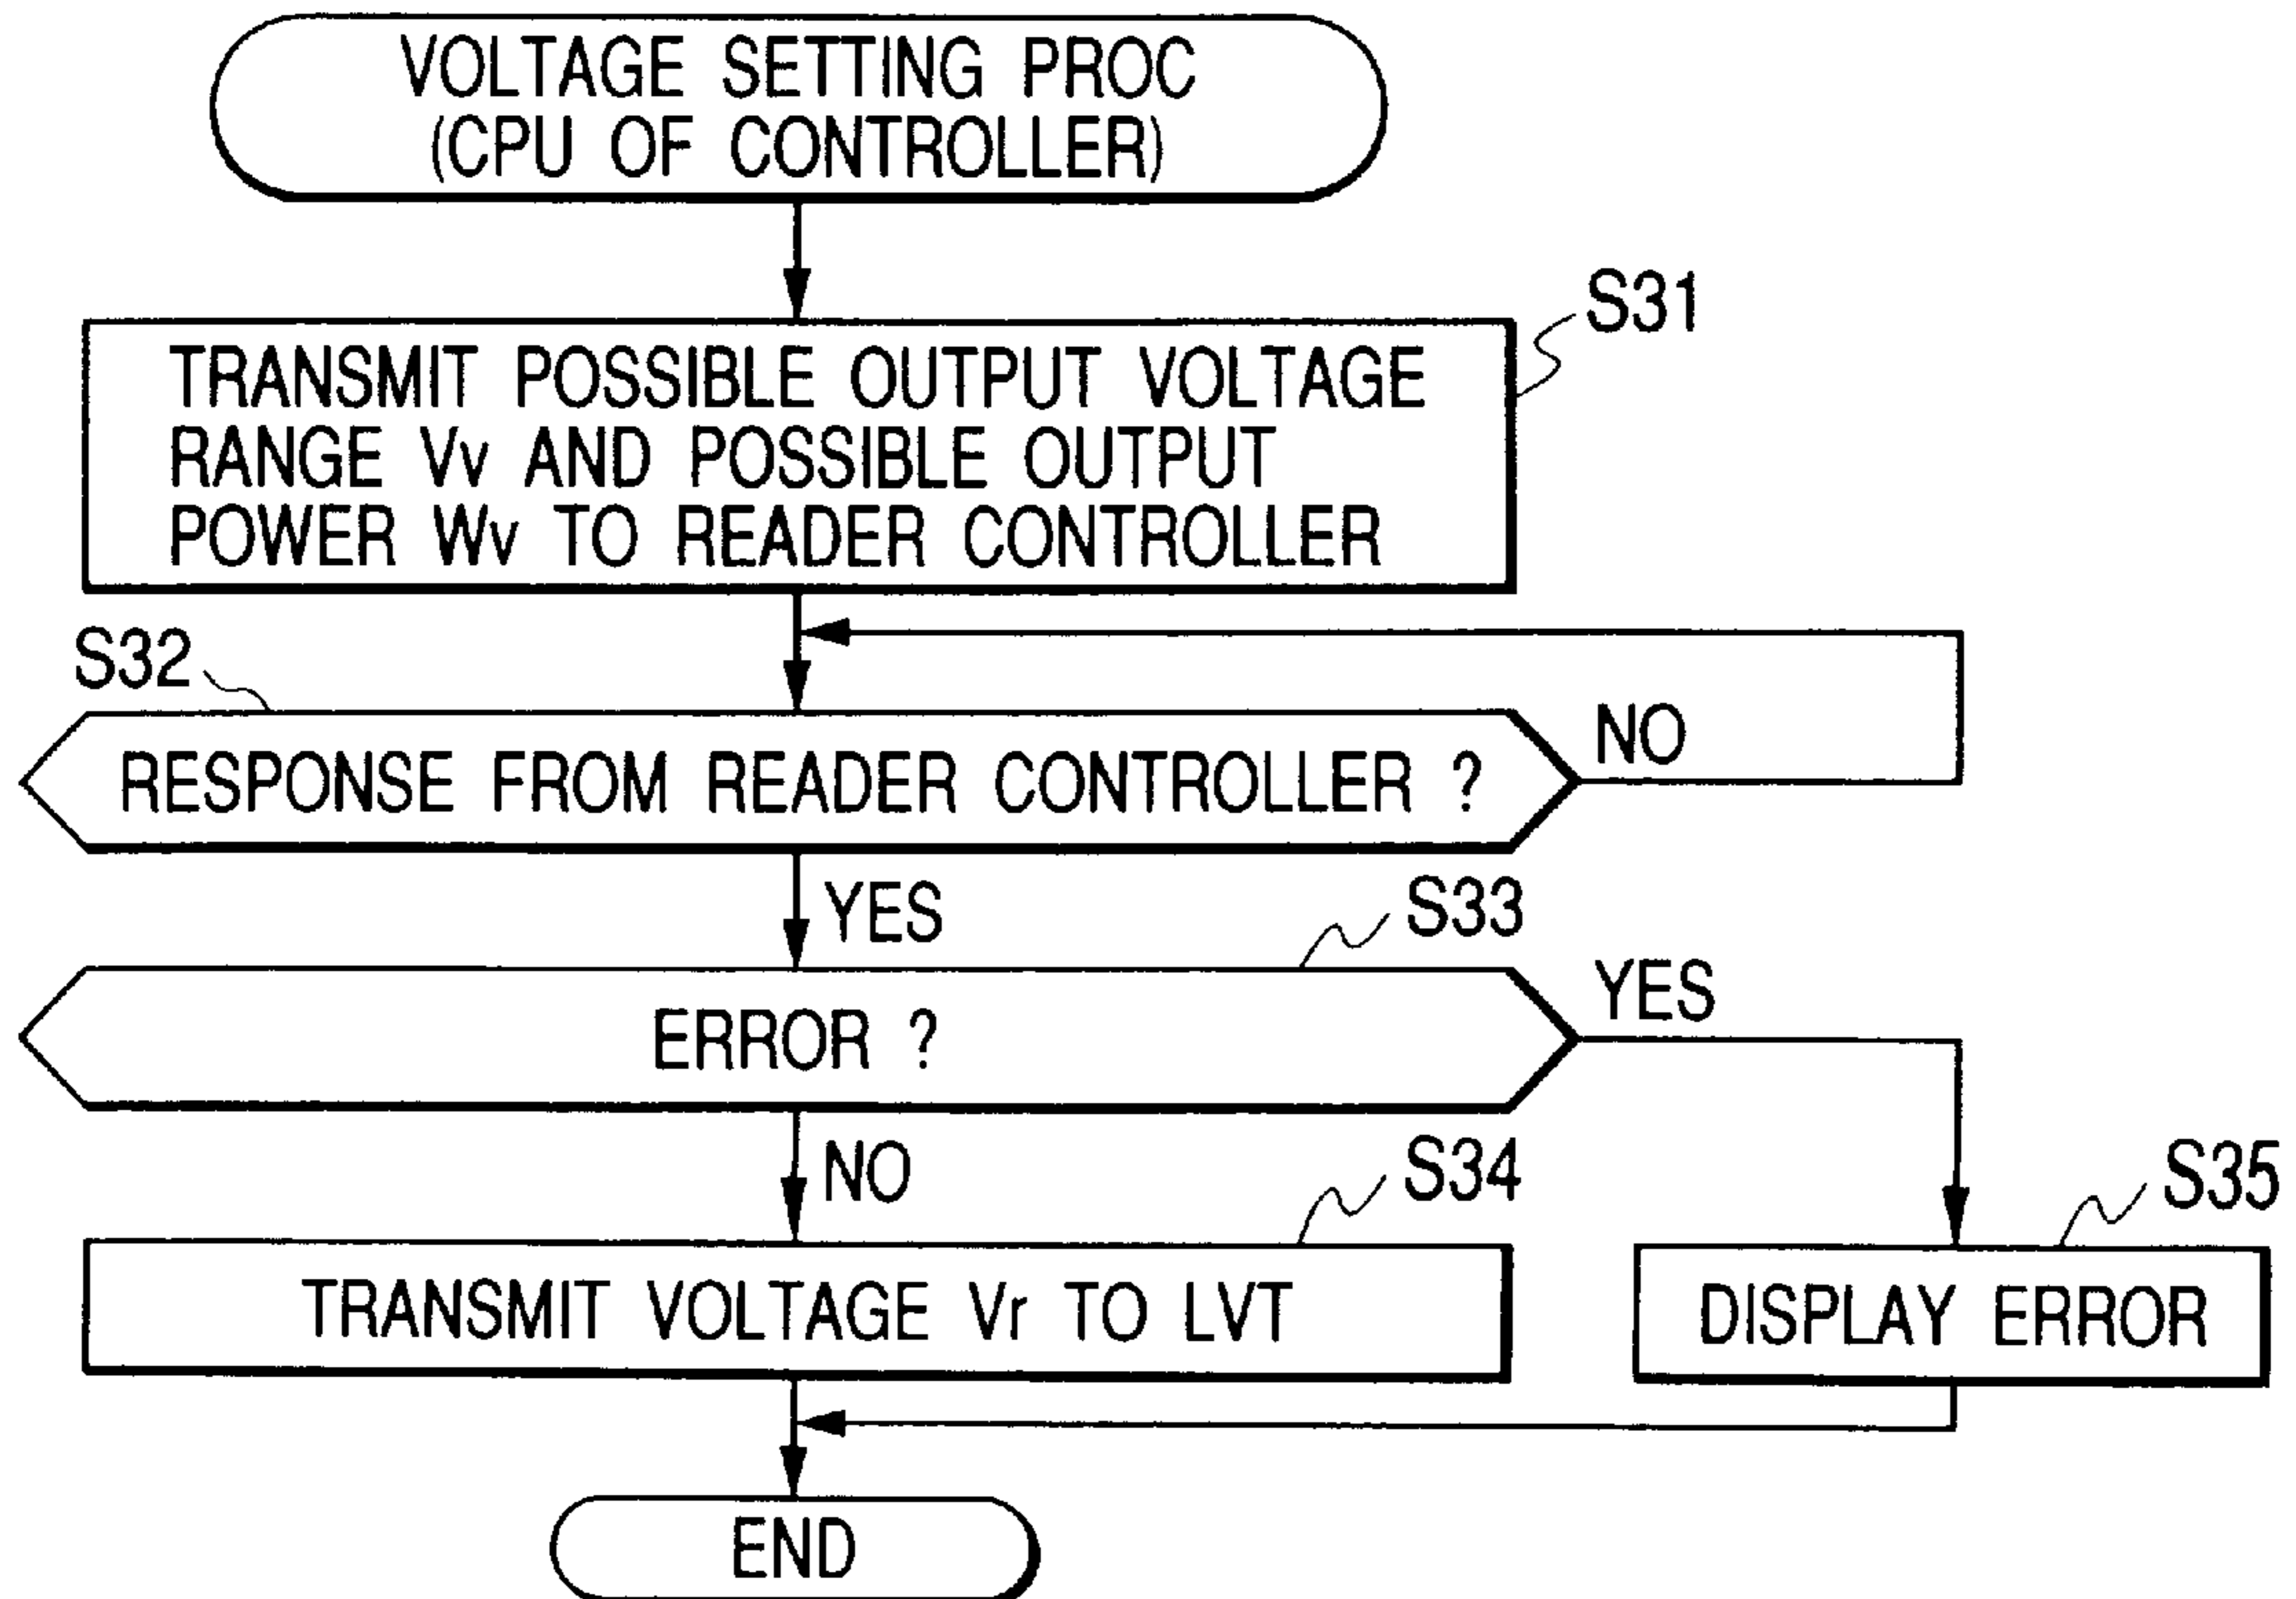 VOLTAGE SETTING PROC
(CPU OF CONTROLLER)
S31
TRANSMIT POSSIBLE OUTPUT VOLTAGE
RANGE Vv AND POSSIBLE OUTPUT
POWER Wv TO READER CONTROLLER
S32
RESPONSE FROM READER CONTROLLER ?
NO
YES
S33
ERROR ?
YES
NO
S34
S35
TRANSMIT VOLTAGE Vr TO LVT
DISPLAY ERROR
END